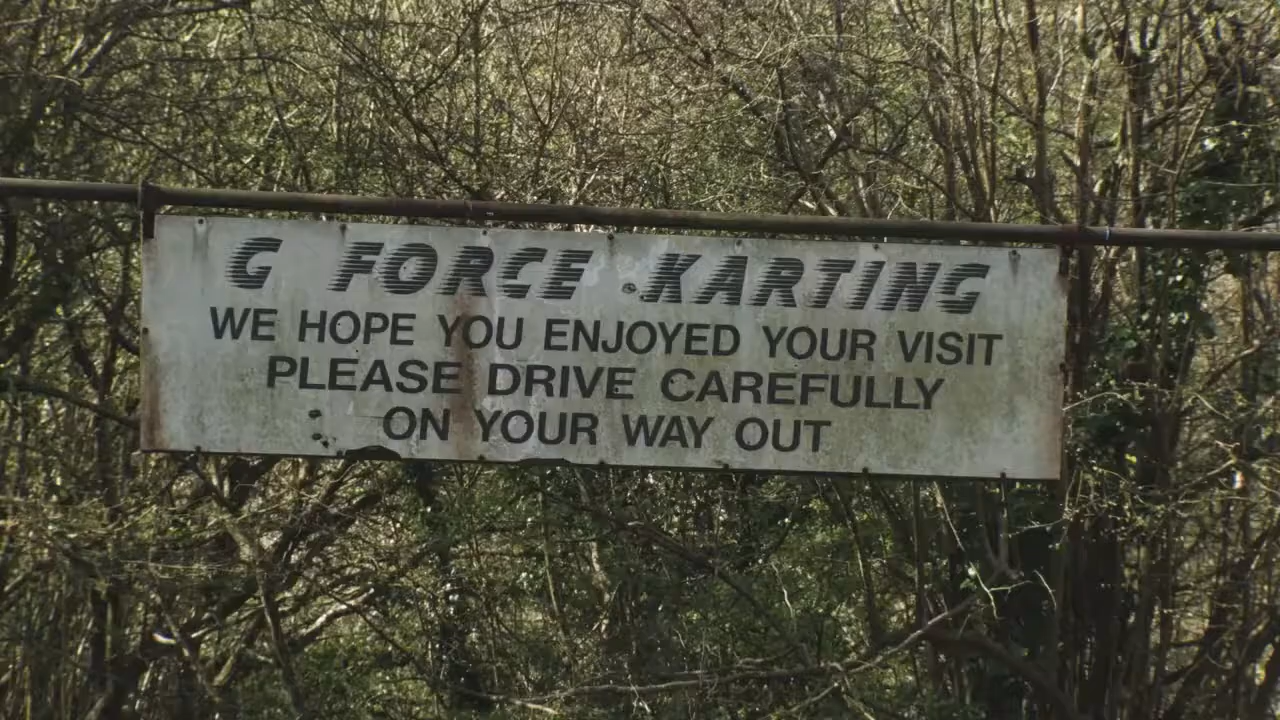 G FORCE KARTING
WE HOPE YOU ENJOYED YOUR VISIT
PLEASE DRIVE CAREFULLY
ON YOUR WAY OUT